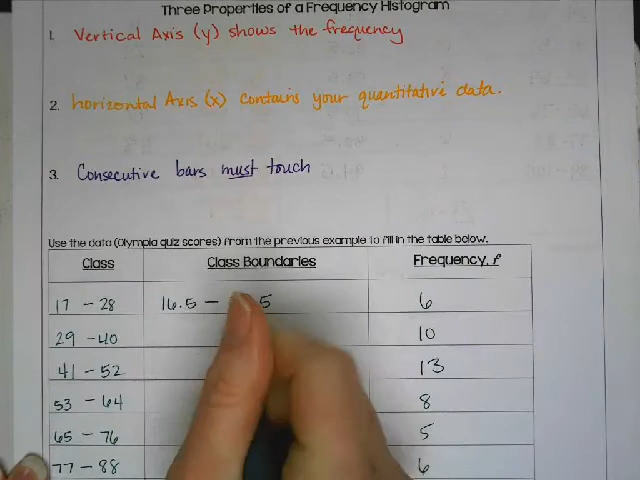 Three Properties of a Frequency Histogram
1. Vertical Axis (y) shows the frequency
2. horizontal Axis (x) contains your quantitative data.
3. Consecutive bars must touch
Use the data (Olympia quiz scores) from the previous example to fill in the table below.
Class Class Boundaries Frequency, f
17 - 28 16.5 - 5 6
29 - 40 10
41 - 52 13
53 - 64 8
65 - 76 5
77 - 88 6